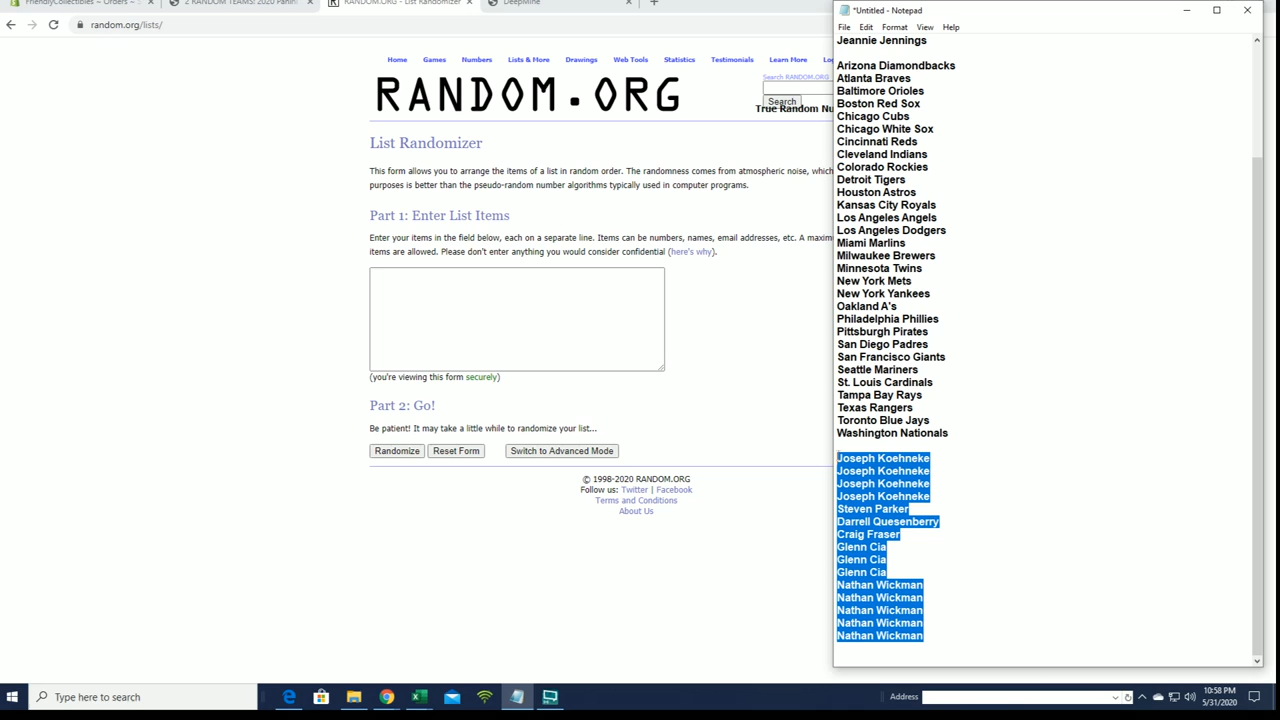 FriendlyCollectibles ~ Orders ~ S
2 RANDOM TEAMS: 2020 Panini
RANDOM.ORG - List Randomizer
DeepMine
random.org/lists/
Home
Games
Numbers
Lists & More
Drawings
Web Tools
Statistics
Testimonials
Learn More
Search RANDOM.ORG
RANDOM.ORG
Search
True Random Nu
List Randomizer
This form allows you to arrange the items of a list in random order. The randomness comes from atmospheric noise, which
purposes is better than the pseudo-random number algorithms typically used in computer programs.
Part 1: Enter List Items
Enter your items in the field below, each on a separate line. Items can be numbers, names, email addresses, etc. A maxim
items are allowed. Please don't enter anything you would consider confidential (here's why).
(you're viewing this form securely)
Part 2: Go!
Be patient! It may take a little while to randomize your list...
Randomize
Reset Form
Switch to Advanced Mode
© 1998-2020 RANDOM.ORG
Follow us: Twitter | Facebook
Terms and Conditions
About Us
*Untitled - Notepad
File
Edit
Format
View
Help
Jeannie Jennings
Arizona Diamondbacks
Atlanta Braves
Baltimore Orioles
Boston Red Sox
Chicago Cubs
Chicago White Sox
Cincinnati Reds
Cleveland Indians
Colorado Rockies
Detroit Tigers
Houston Astros
Kansas City Royals
Los Angeles Angels
Los Angeles Dodgers
Miami Marlins
Milwaukee Brewers
Minnesota Twins
New York Mets
New York Yankees
Oakland A's
Philadelphia Phillies
Pittsburgh Pirates
San Diego Padres
San Francisco Giants
Seattle Mariners
St. Louis Cardinals
Tampa Bay Rays
Texas Rangers
Toronto Blue Jays
Washington Nationals
Joseph Koehneke
Joseph Koehneke
Joseph Koehneke
Joseph Koehneke
Steven Parker
Darrell Quesenberry
Craig Fraser
Glenn Cia
Glenn Cia
Glenn Cia
Nathan Wickman
Nathan Wickman
Nathan Wickman
Nathan Wickman
Nathan Wickman
Type here to search
Address
10:58 PM
5/31/2020